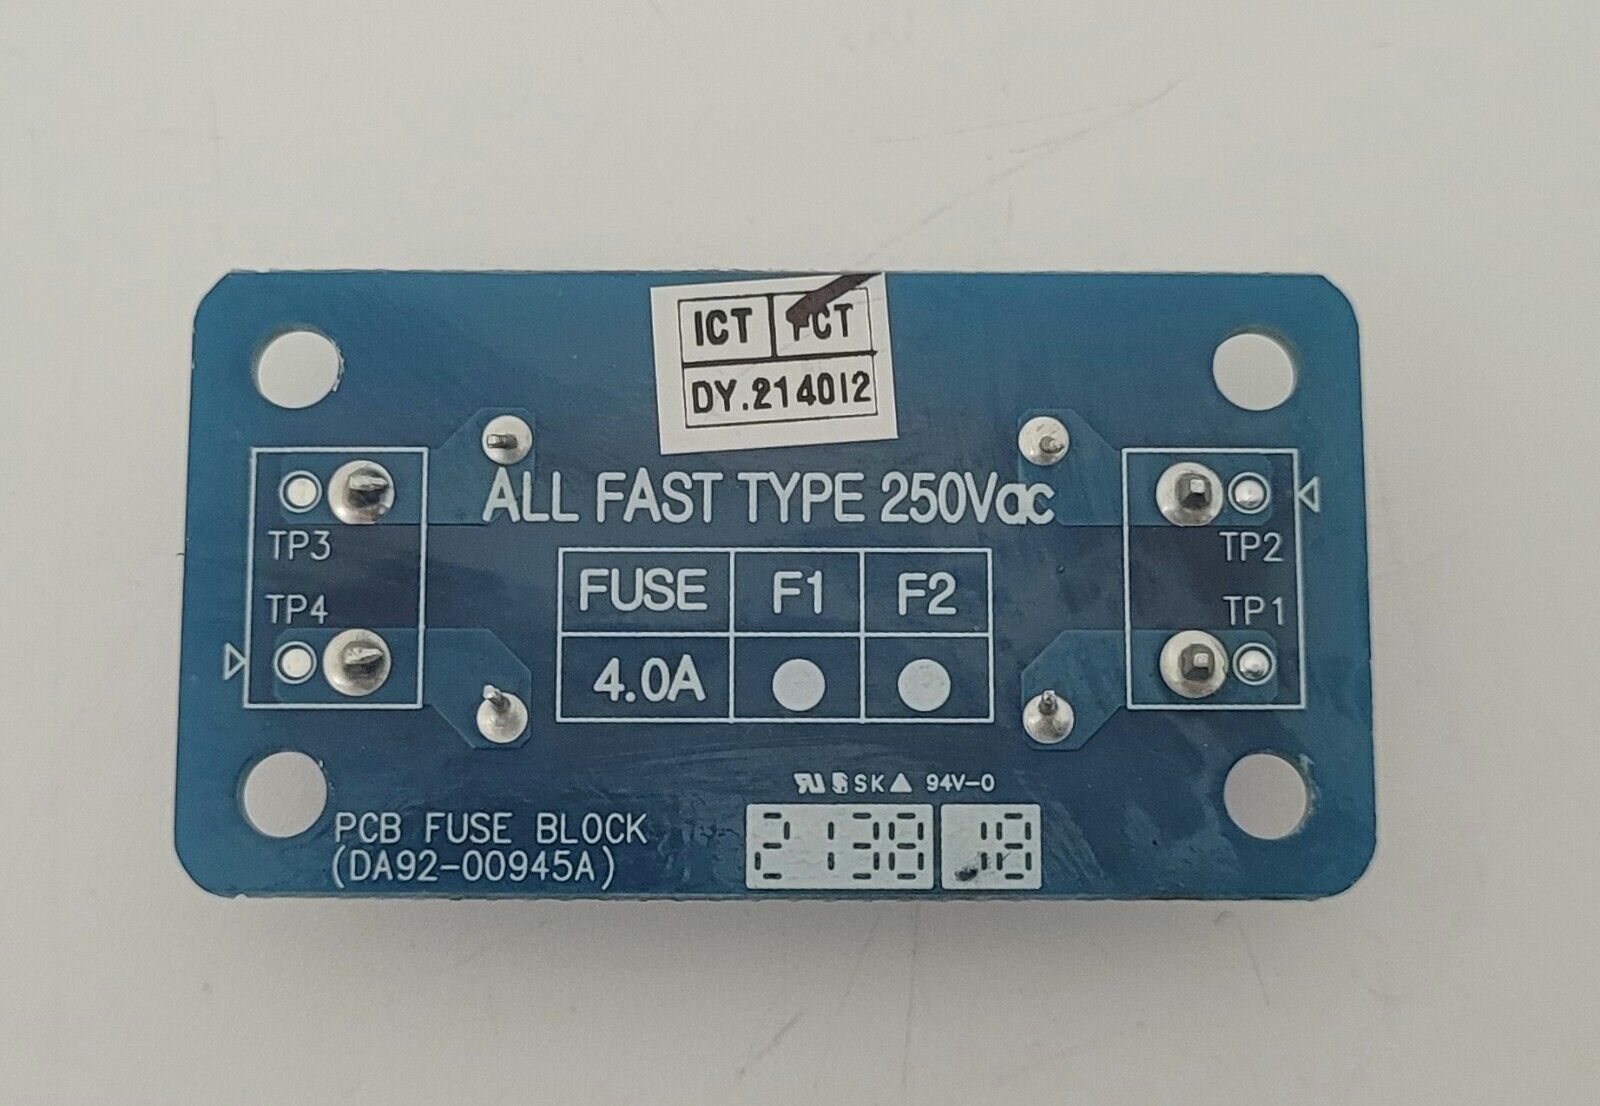 ICT FCT
DY.214012
ALL FAST TYPE 250Vac
TP3
TP4
TP2
TP1
FUSE F1 F2
4.0A
SK 94V-0
2138 19
PCB FUSE BLOCK
(DA92-00945A)